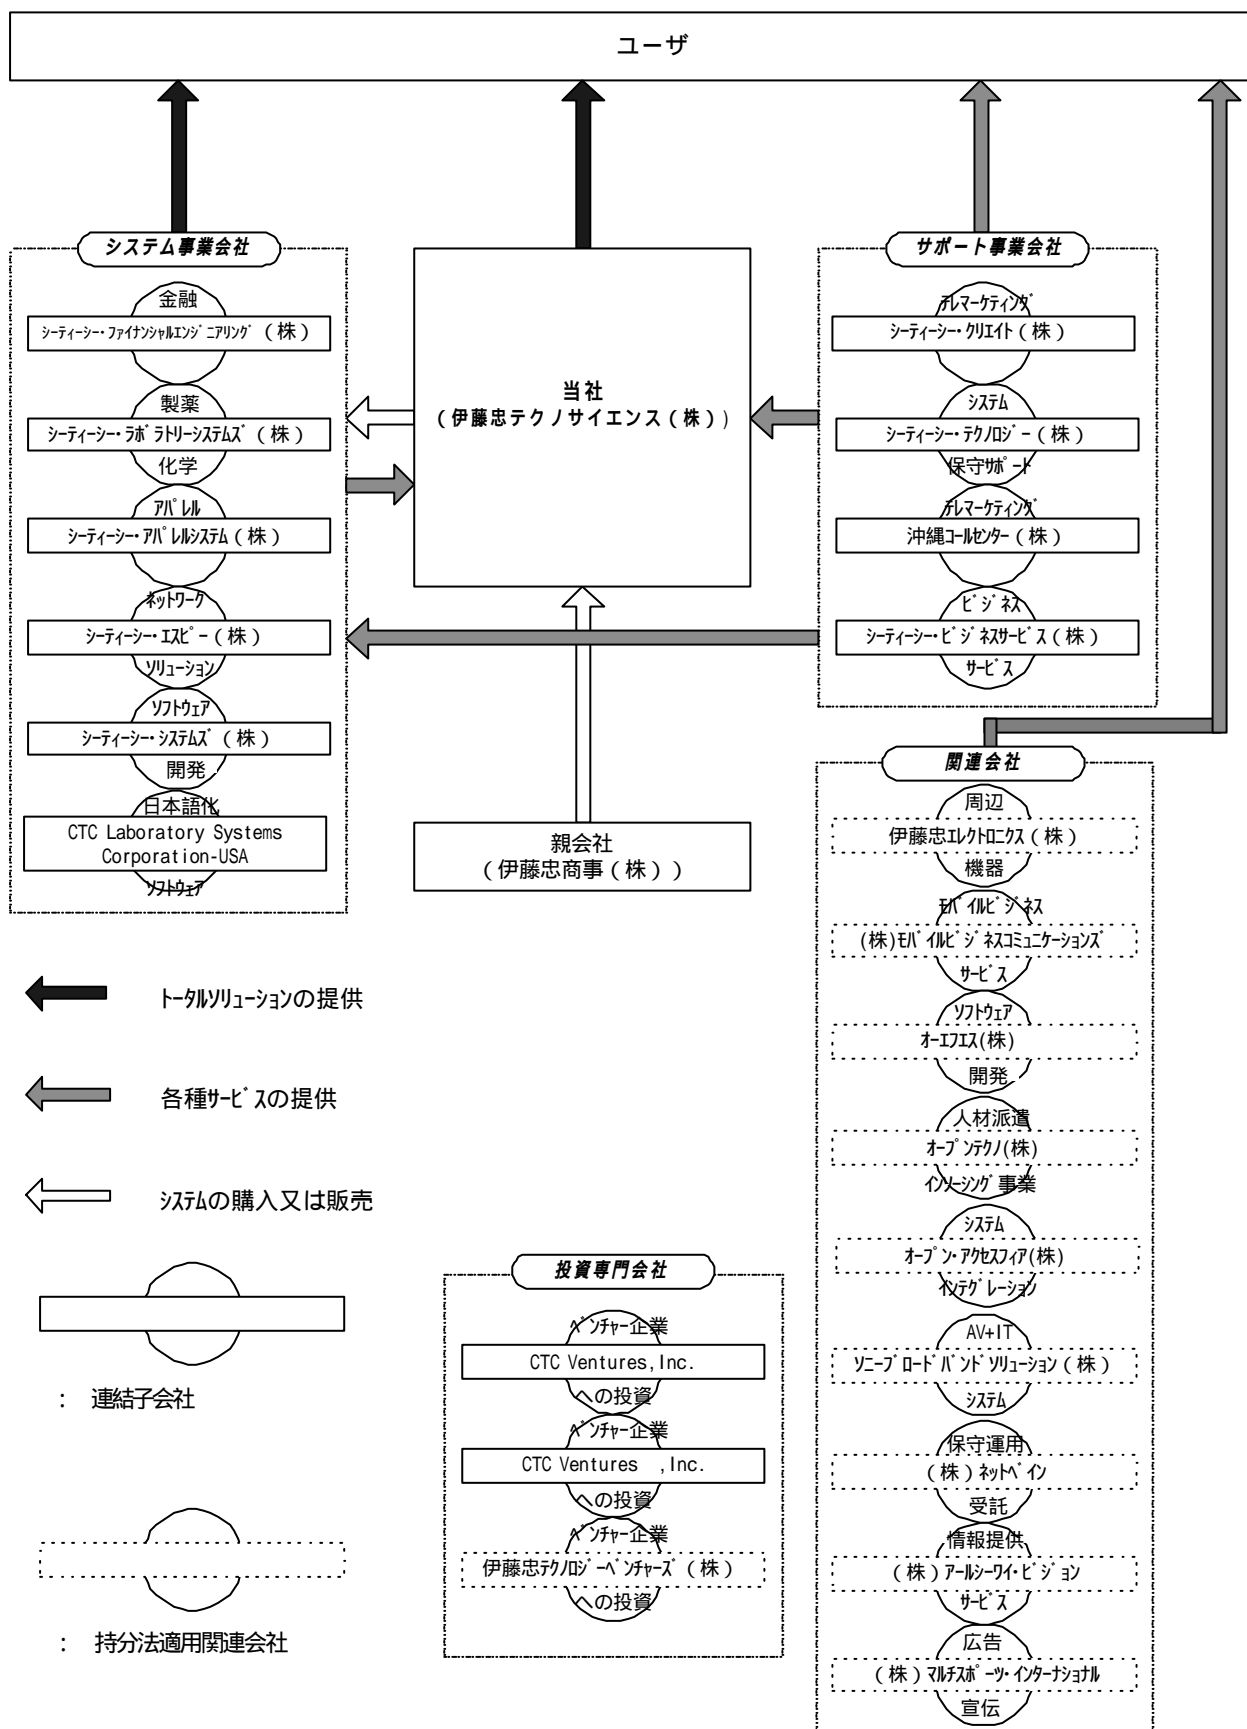 ユーザ
システム事業会社
金融
シーティーシー・ファイナンシャルエンジニアリング（株）
製薬
シーティーシー・ラボラトリーシステムズ（株）
化学
アパレル
シーティーシー・アパレルシステム（株）
ネットワーク
シーティーシー・エスピー（株）
ソリューション
ソフトウェア
シーティーシー・システムズ（株）
開発
日本語化
CTC Laboratory Systems
Corporation-USA
ソフトウェア
当社
（伊藤忠テクノサイエンス（株））
親会社
（伊藤忠商事（株））
サポート事業会社
テレマーケティング
シーティーシー・クリエイト（株）
システム
シーティーシー・テクノロジー（株）
保守サポート
テレマーケティング
沖縄コールセンター（株）
ビジネス
シーティーシー・ビジネスサービス（株）
サービス
関連会社
周辺
伊藤忠エレクトロニクス（株）
機器
モバイルビジネス
(株)モバイルビジネスコミュニケーションズ
サービス
ソフトウェア
オーエフエス(株)
開発
人材派遣
オープンテクノ(株)
インソーシング事業
システム
オープン・アクセスフィア(株)
インテグレーション
AV+IT
ソニーブロードバンドソリューション（株）
システム
保守運用
（株）ネットペイン
受託
情報提供
（株）アールシーワイ・ビジョン
サービス
広告
（株）マルチスポーツ・インターナショナル
宣伝
トータルソリューションの提供
各種サービスの提供
システムの購入又は販売
： 連結子会社
： 持分法適用関連会社
投資専門会社
ベンチャー企業
CTC Ventures,Inc.
への投資
ベンチャー企業
CTC Ventures ,Inc.
への投資
ベンチャー企業
伊藤忠テクノロジーベンチャーズ（株）
への投資